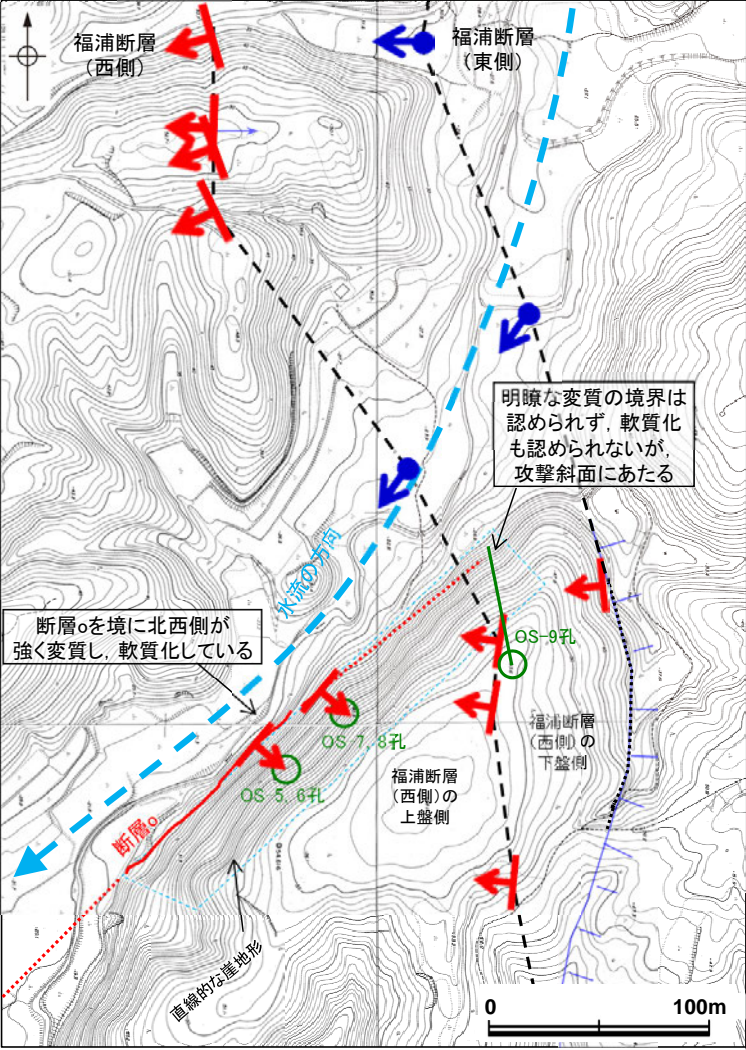 福浦断層
（西側）
福浦断層
（東側）
明瞭な変質の境界は
認められず，軟質化
も認められないが，
攻撃斜面にあたる
水流の方向
断層oを境に北西側が
強く変質し，軟質化している
OS-9孔
OS-7, 8孔
OS-5, 6孔
福浦断層
（西側）の
下盤側
福浦断層
（西側）の
上盤側
断層o
直線的な崖地形
0 100m